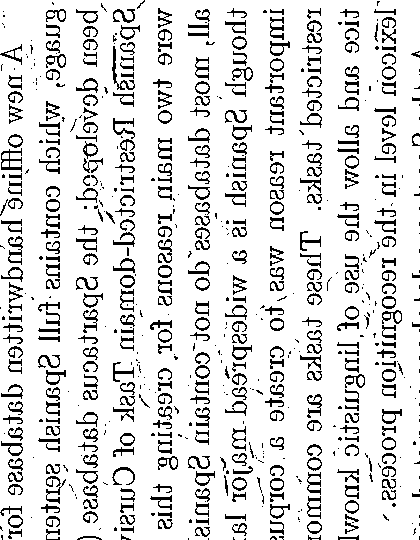 A new offline handwritten database for
guage, which contains full Spanish senten
been developed: the Spartacus database (
Spanish Restricted-domain Task of Cursiv
were two main reasons for creating this
all, most databases do not contain Spanis
though Spanish is a widespread major la
important reason was to create a corpus
restricted tasks. These tasks are common
tice and allow the use of linguistic knowl
lexicon level in the recognition process.